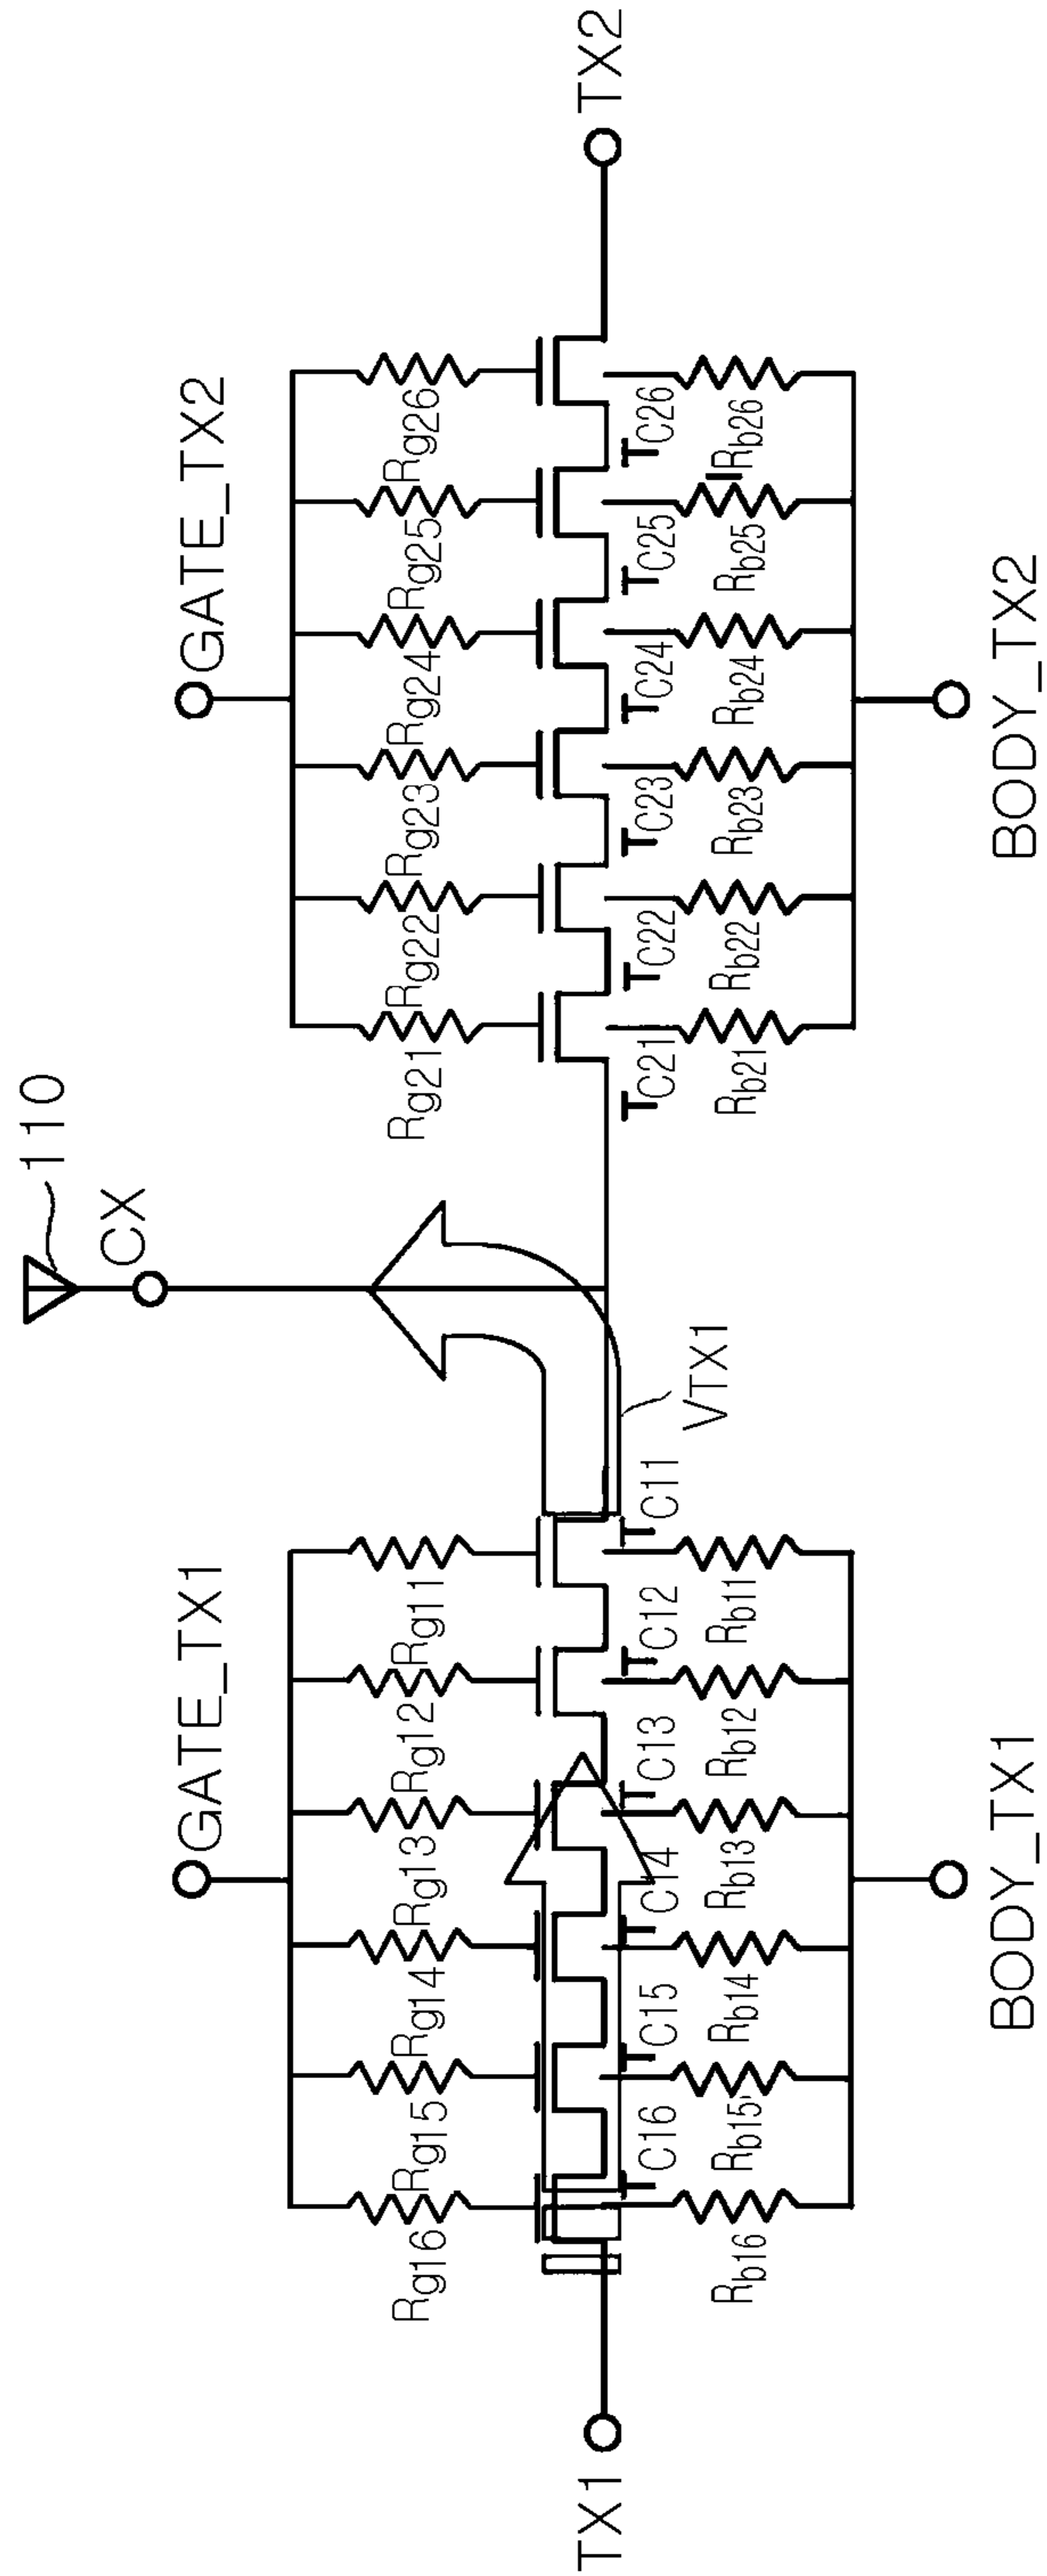 110
CX
GATE_TX1
GATE_TX2
Rg16
Rg15
Rg14
Rg13
Rg12
Rg11
Rg21
Rg22
Rg23
Rg24
Rg25
Rg26
TX1
TX2
C16
C15
C14
C13
C12
C11
VTX1
C21
C22
C23
C24
C25
C26
Rb16
Rb15
Rb14
Rb13
Rb12
Rb11
Rb21
Rb22
Rb23
Rb24
Rb25
Rb26
BODY_TX1
BODY_TX2